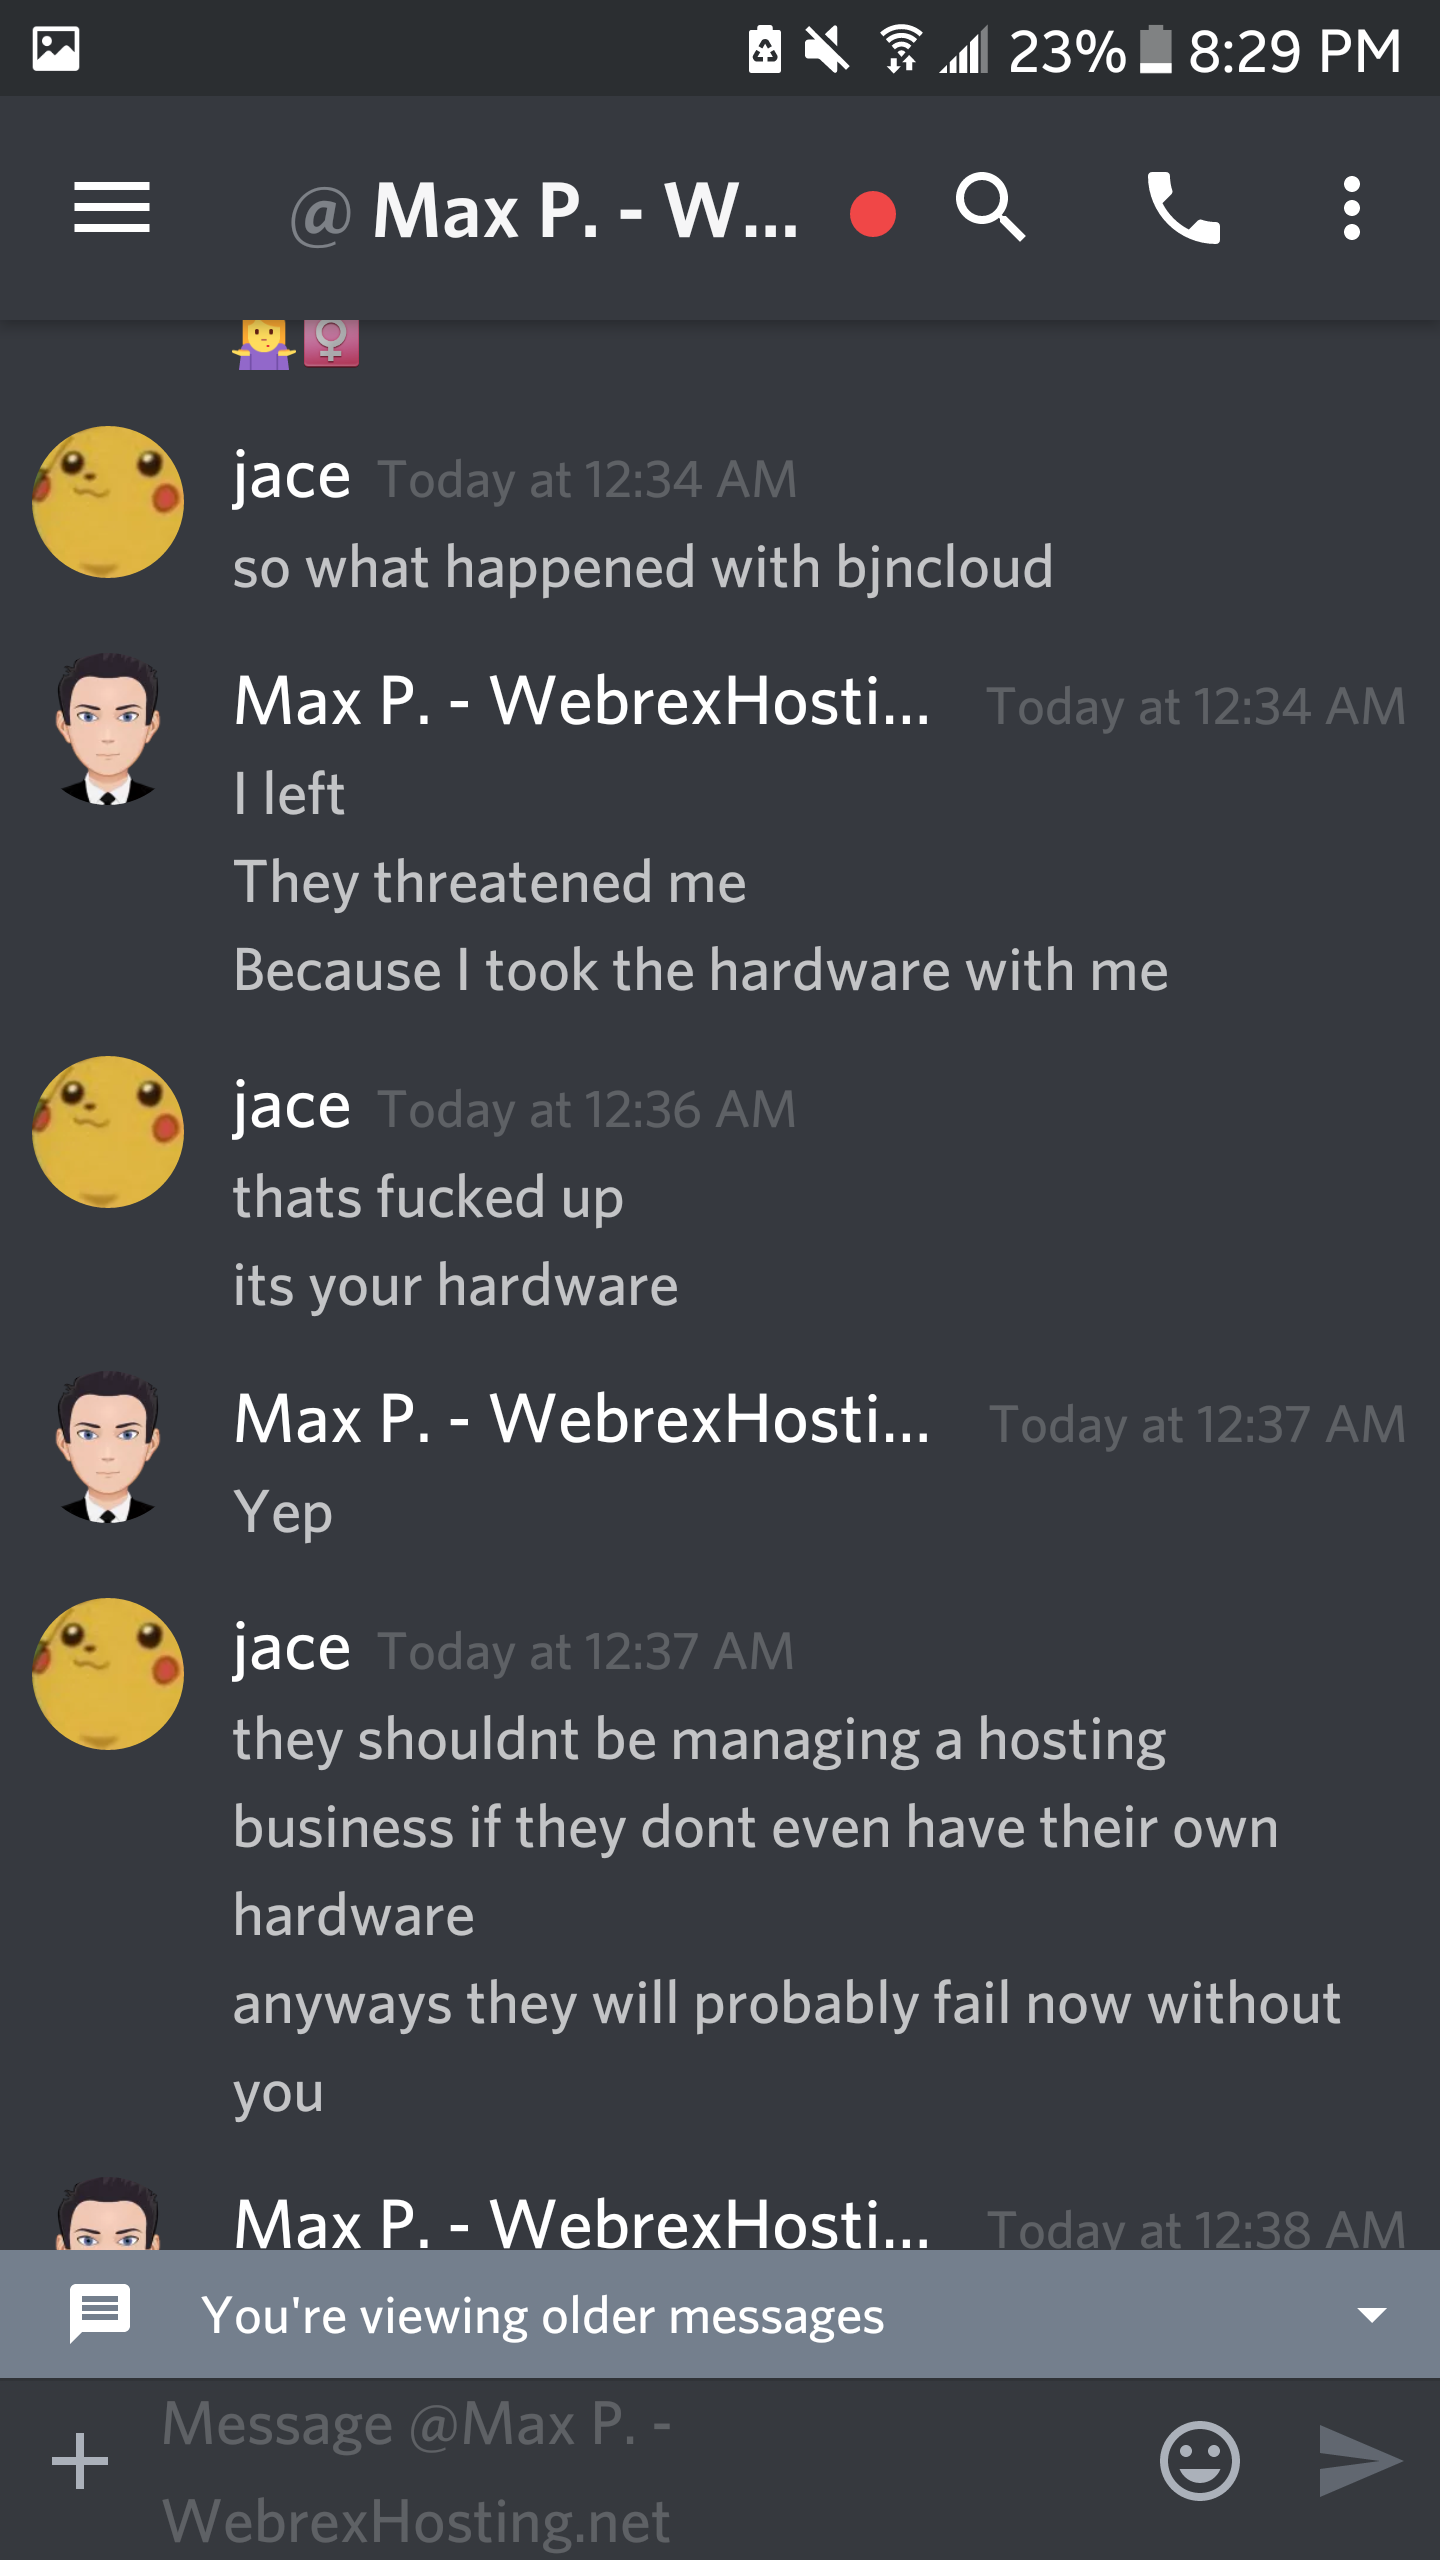 23% 8:29 PM
@ Max P. - W...
jace Today at 12:34 AM
so what happened with bjncloud
Max P. - WebrexHosti... Today at 12:34 AM
I left
They threatened me
Because I took the hardware with me
jace Today at 12:36 AM
thats fucked up
its your hardware
Max P. - WebrexHosti... Today at 12:37 AM
Yep
jace Today at 12:37 AM
they shouldnt be managing a hosting
business if they dont even have their own
hardware
anyways they will probably fail now without
you
Max P. - WebrexHosti... Today at 12:38 AM
You're viewing older messages
Message @Max P. -
WebrexHosting.net